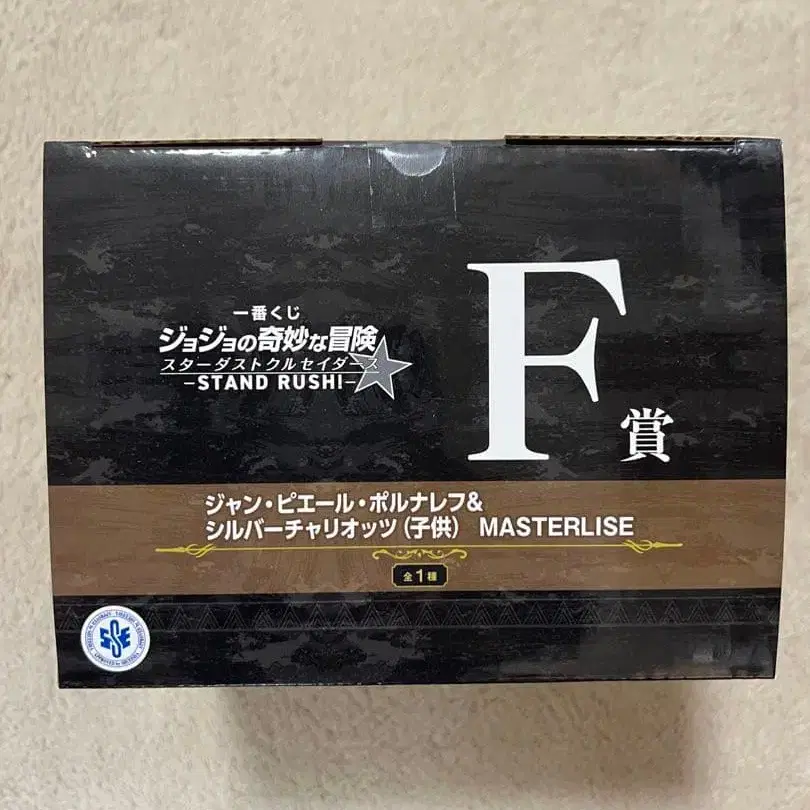 一番くじ
ジョジョの奇妙な冒険
スターダストクルセイダース
-STAND RUSH!-
F賞
ジャン・ピエール・ポルナレフ&
シルバーチャリオッツ(子供) MASTERLISE
全1種